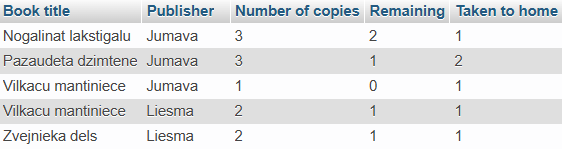 Book title Publisher Number of copies Remaining Taken to home
Nogalinat lakstigalu Jumava 3 2 1
Pazaudeta dzimtene Jumava 3 1 2
Vilkacu mantiniece Jumava 1 0 1
Vilkacu mantiniece Liesma 2 1 1
Zvejnieka dels Liesma 2 1 1